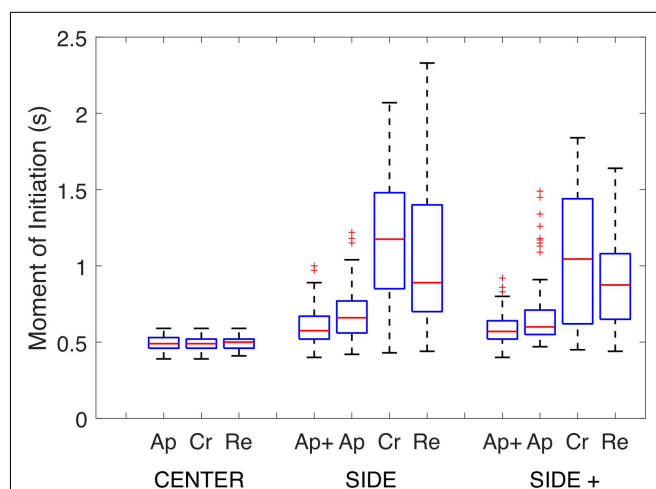 2.5
2
1.5
1
0.5
0
Moment of Initiation (s)
Ap Cr Re Ap+ Ap Cr Re Ap+ Ap Cr Re
CENTER SIDE SIDE +